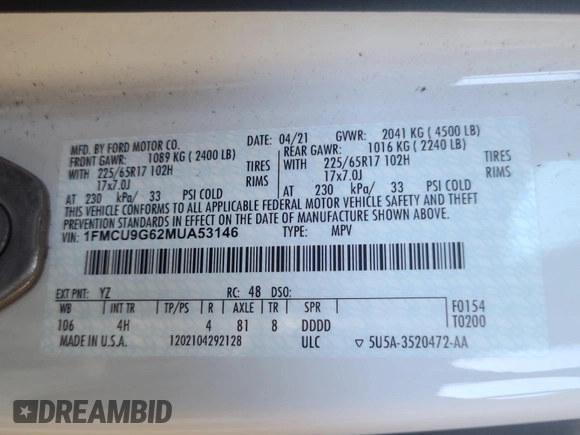 MFD. BY FORD MOTOR CO.
DATE: 04/21 GVWR: 2041 KG ( 4500 LB)
FRONT GAWR: 1089 KG ( 2400 LB) REAR GAWR: 1016 KG ( 2240 LB)
WITH 225/65R17 102H TIRES WITH 225/65R17 102H TIRES
17x7.0J RIMS 17x7.0J RIMS
AT 230 kPa/ 33 PSI COLD AT 230 kPa/ 33 PSI COLD
THIS VEHICLE CONFORMS TO ALL APPLICABLE FEDERAL MOTOR VEHICLE SAFETY, BUMPER, AND THEFT
PREVENTION STANDARDS IN EFFECT ON THE DATE OF MANUFACTURE SHOWN ABOVE.
VIN: 1FMCU9G62MUA53146 TYPE: MPV
EXT PNT: YZ RC: 48 DSO:
WB INT TR TP/PS R AXLE TR SPR
106 4H 4 81 8 DDDD
F0154
T0200
MADE IN U.S.A. 1202104292128 ULC ▽ 5U5A-3520472-AA
DREAMBID